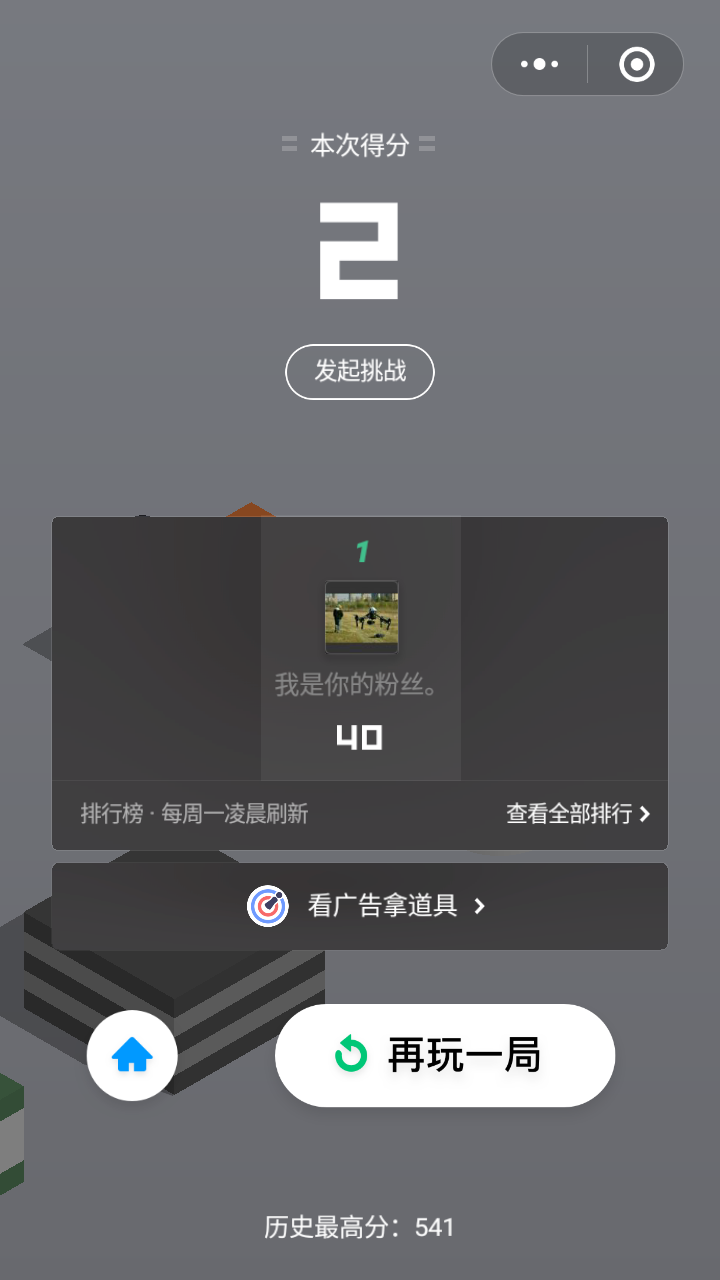 本次得分
2
发起挑战
1
我是你的粉丝。
40
排行榜 · 每周一凌晨刷新
查看全部排行
看广告拿道具
再玩一局
历史最高分：541